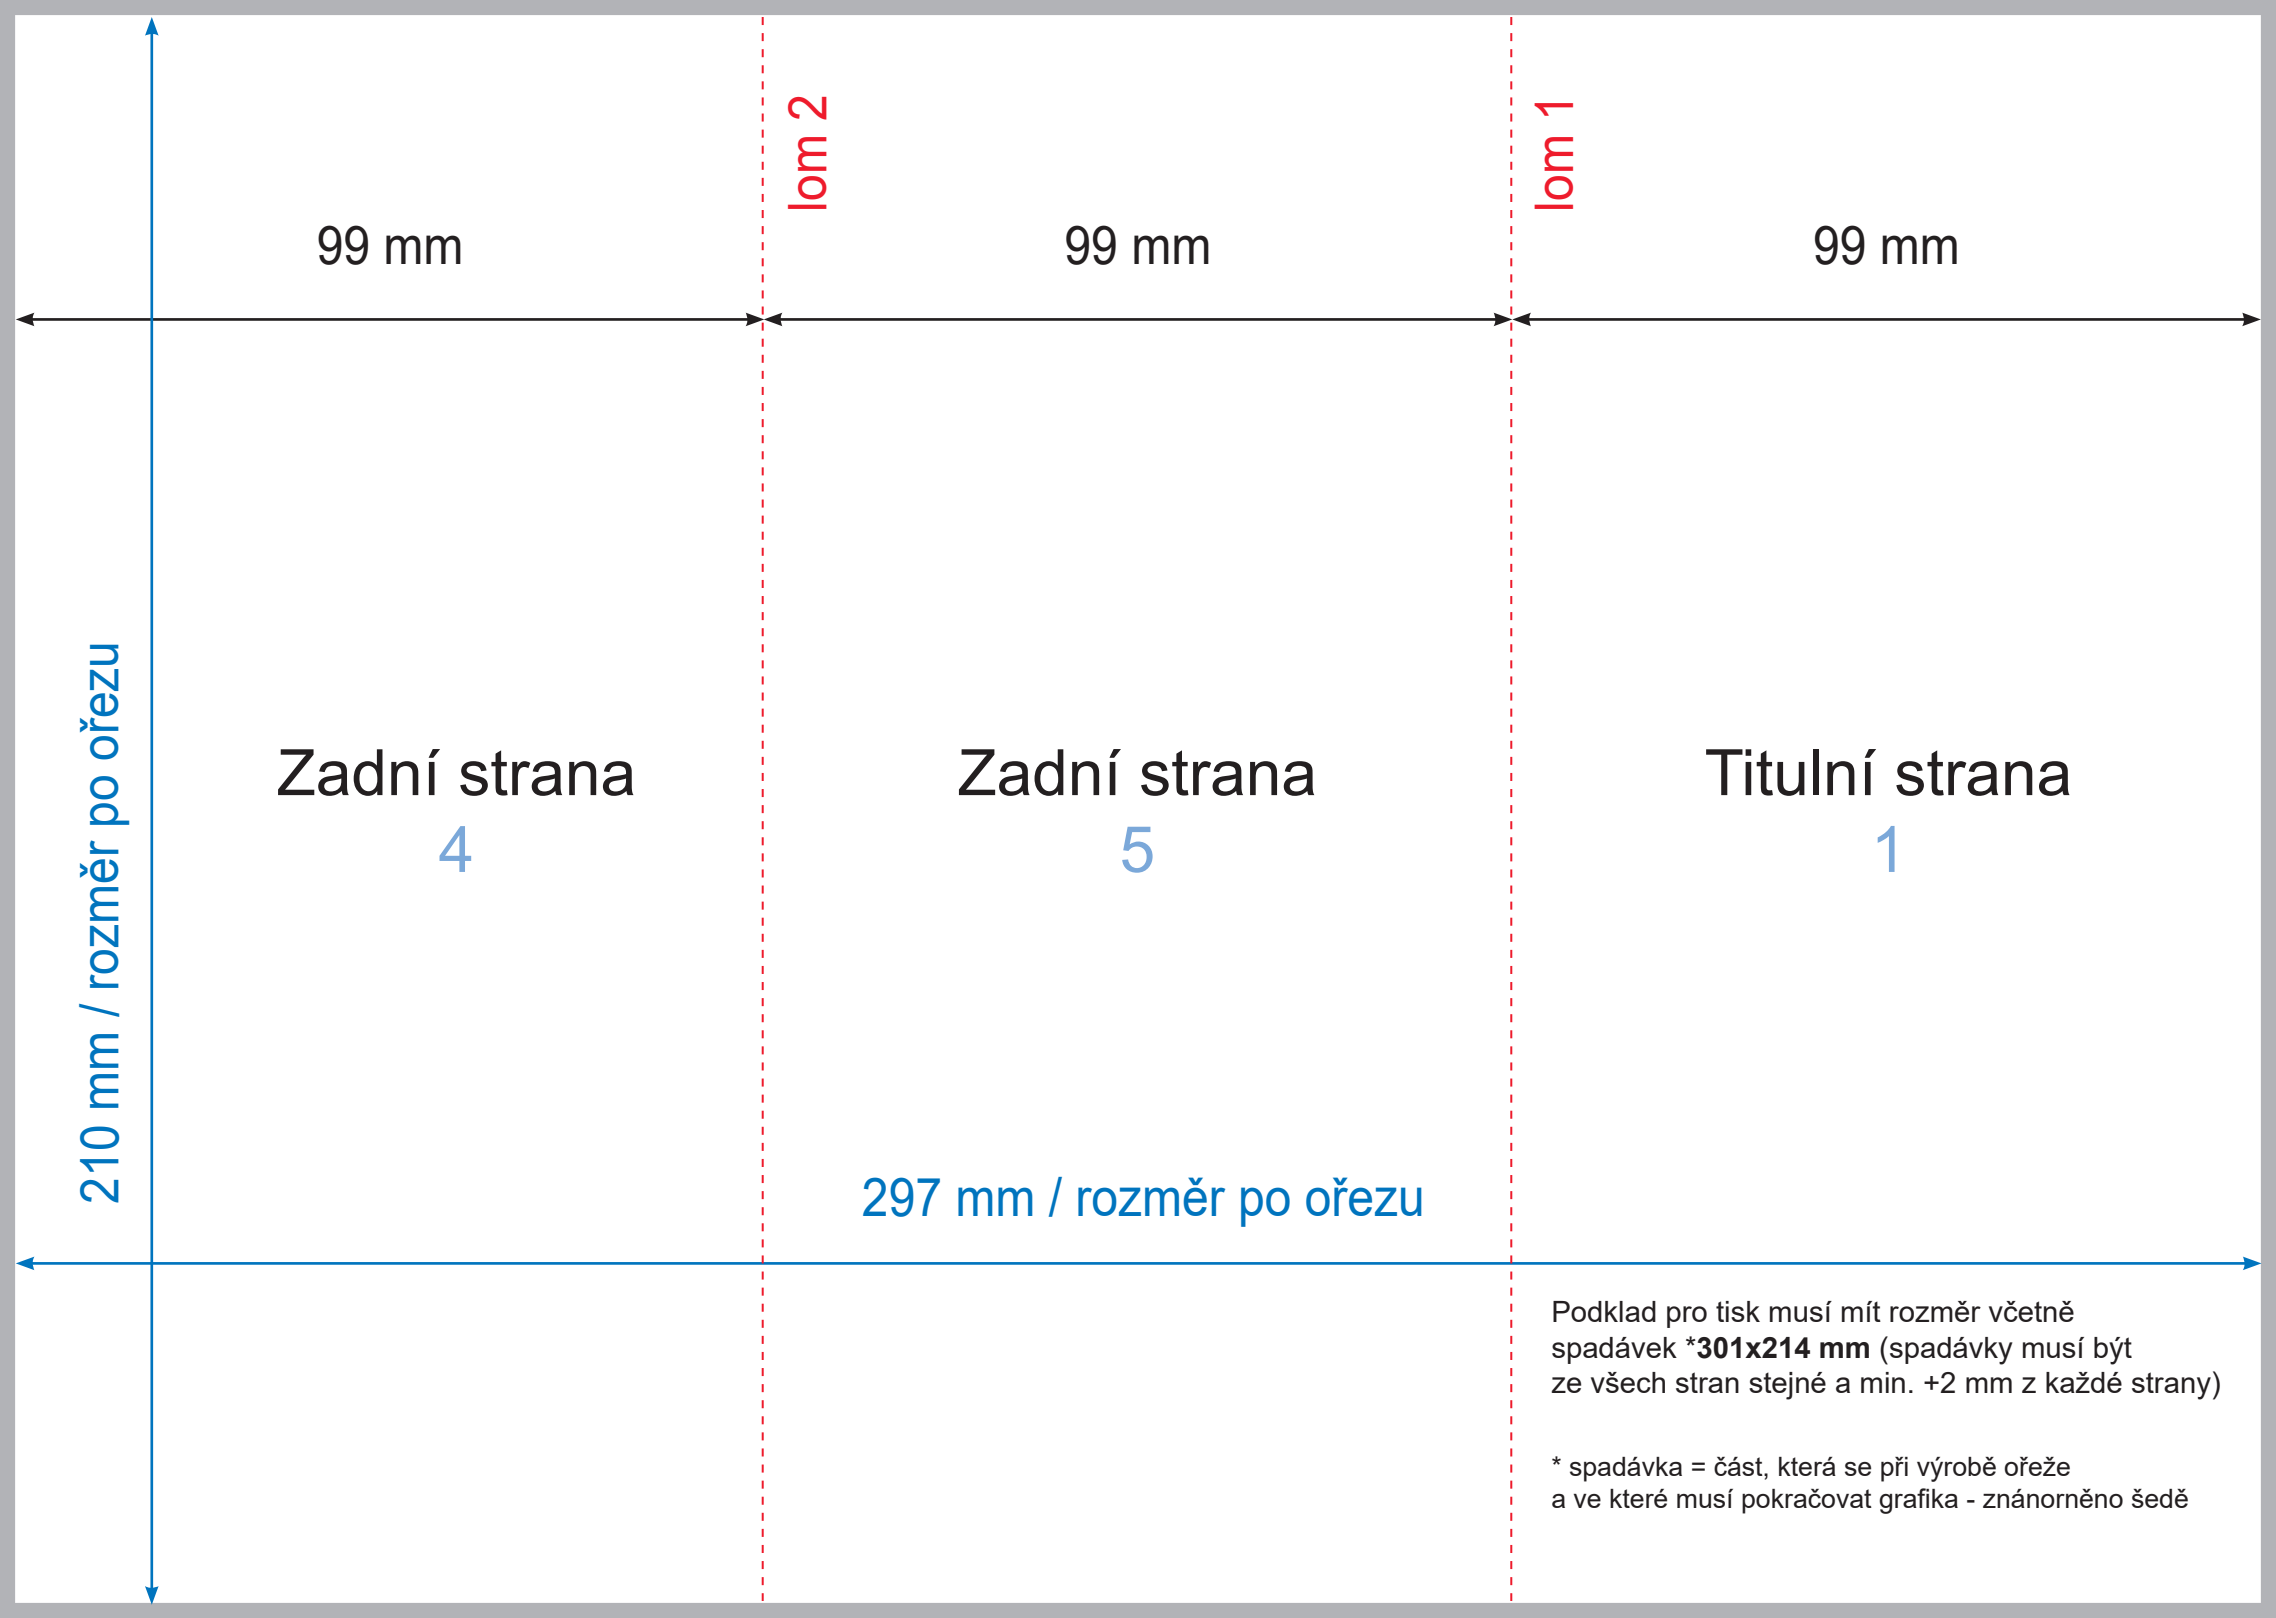 lom 2
lom 1
99 mm
99 mm
99 mm
210 mm / rozměr po ořezu
Zadní strana
4
Zadní strana
5
Titulní strana
1
297 mm / rozměr po ořezu
Podklad pro tisk musí mít rozměr včetně
spadávek *301x214 mm (spadávky musí být
ze všech stran stejné a min. +2 mm z každé strany)
* spadávka = část, která se při výrobě ořeže
a ve které musí pokračovat grafika - znánorněno šedě